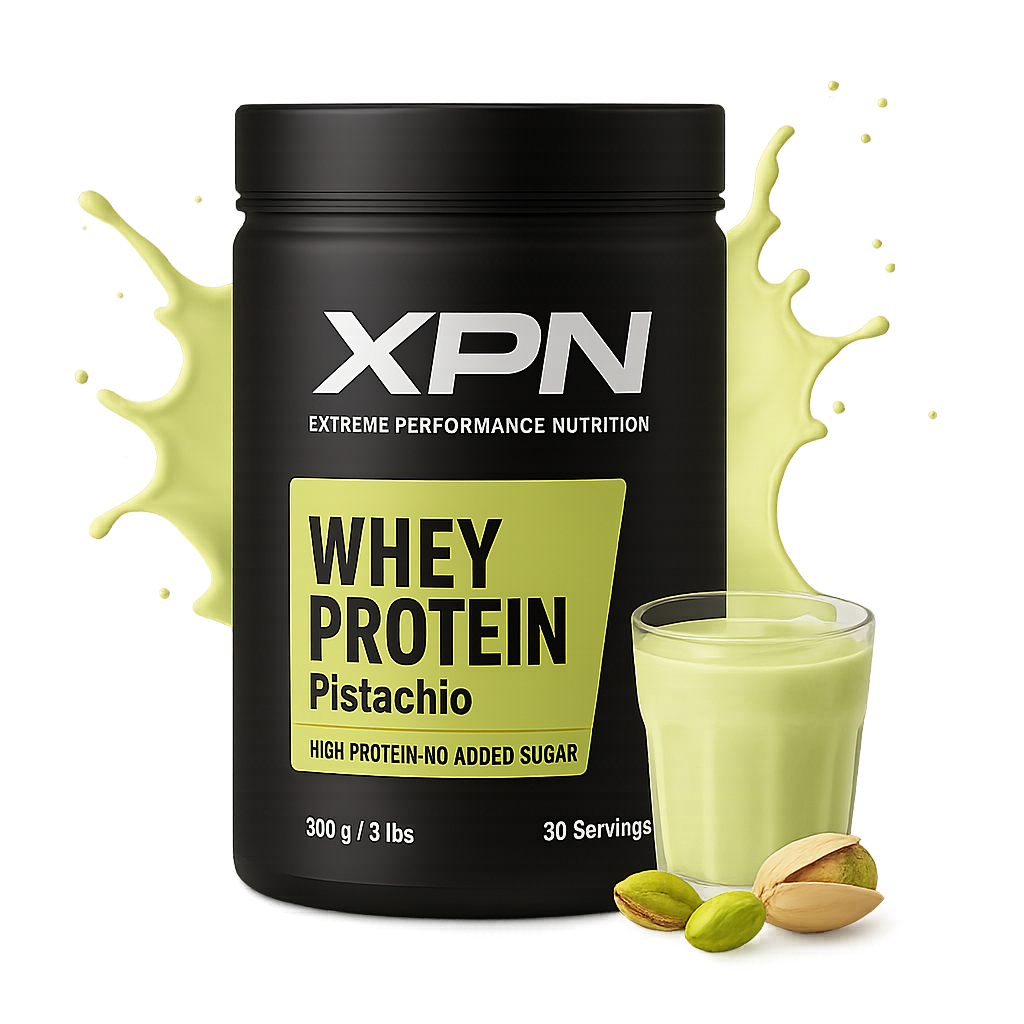 XPN
EXTREME PERFORMANCE NUTRITION
WHEY
PROTEIN
Pistachio
HIGH PROTEIN-NO ADDED SUGAR
300 g / 3 lbs
30 Servings